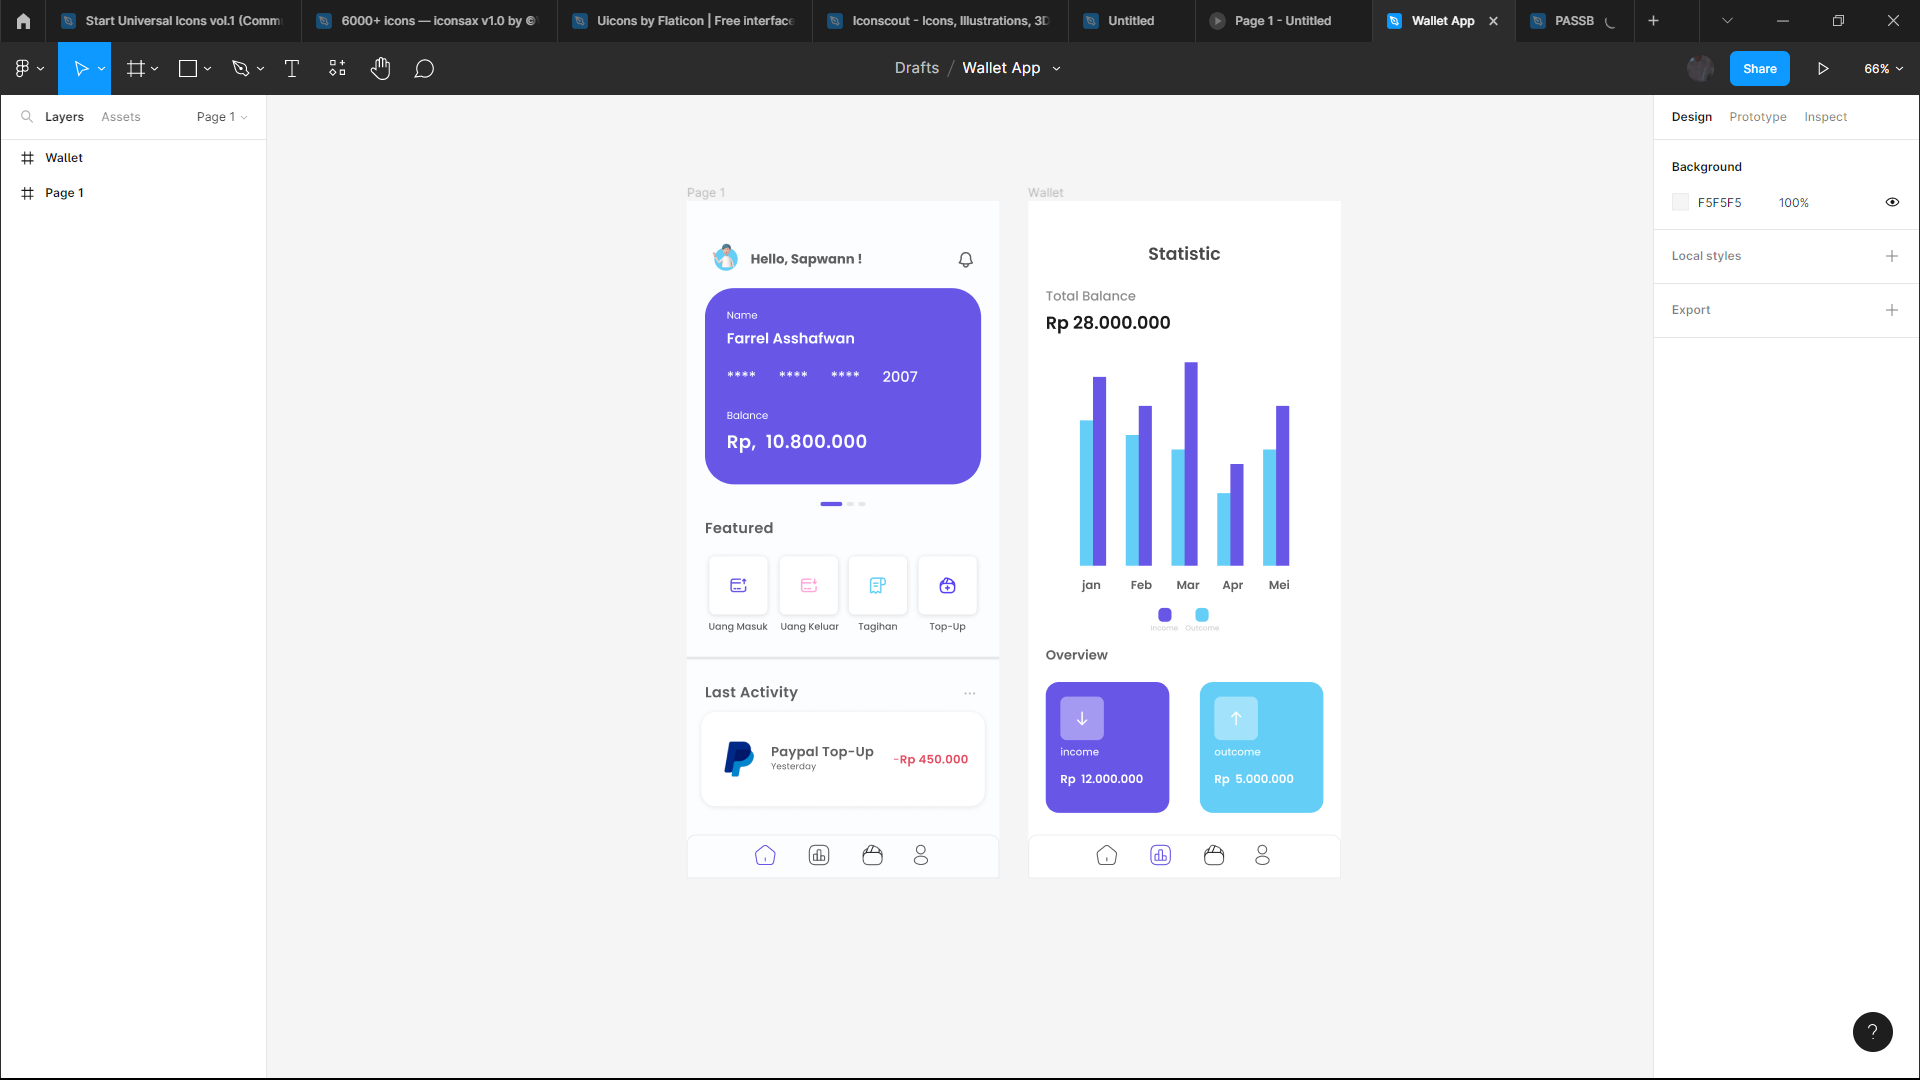 Start Universal Icons vol.1 (Comm
6000+ icons — iconsax v1.0 by
Uicons by Flaticon | Free interface
Iconscout - Icons, Illustrations, 3D
Untitled
Page 1 - Untitled
Wallet App
PASSB
Drafts / Wallet App
Share
66%
Layers
Assets
Page 1
Wallet
Page 1
Design
Prototype
Inspect
Background
F5F5F5
100%
Local styles
Export
Page 1
Hello, Sapwann !
Name
Farrel Asshafwan
**** **** **** 2007
Balance
Rp, 10.800.000
Featured
Uang Masuk
Uang Keluar
Tagihan
Top-Up
Last Activity
...
Paypal Top-Up
Yesterday
-Rp 450.000
Wallet
Statistic
Total Balance
Rp 28.000.000
jan
Feb
Mar
Apr
Mei
Income
Outcome
Overview
income
Rp 12.000.000
outcome
Rp 5.000.000
?